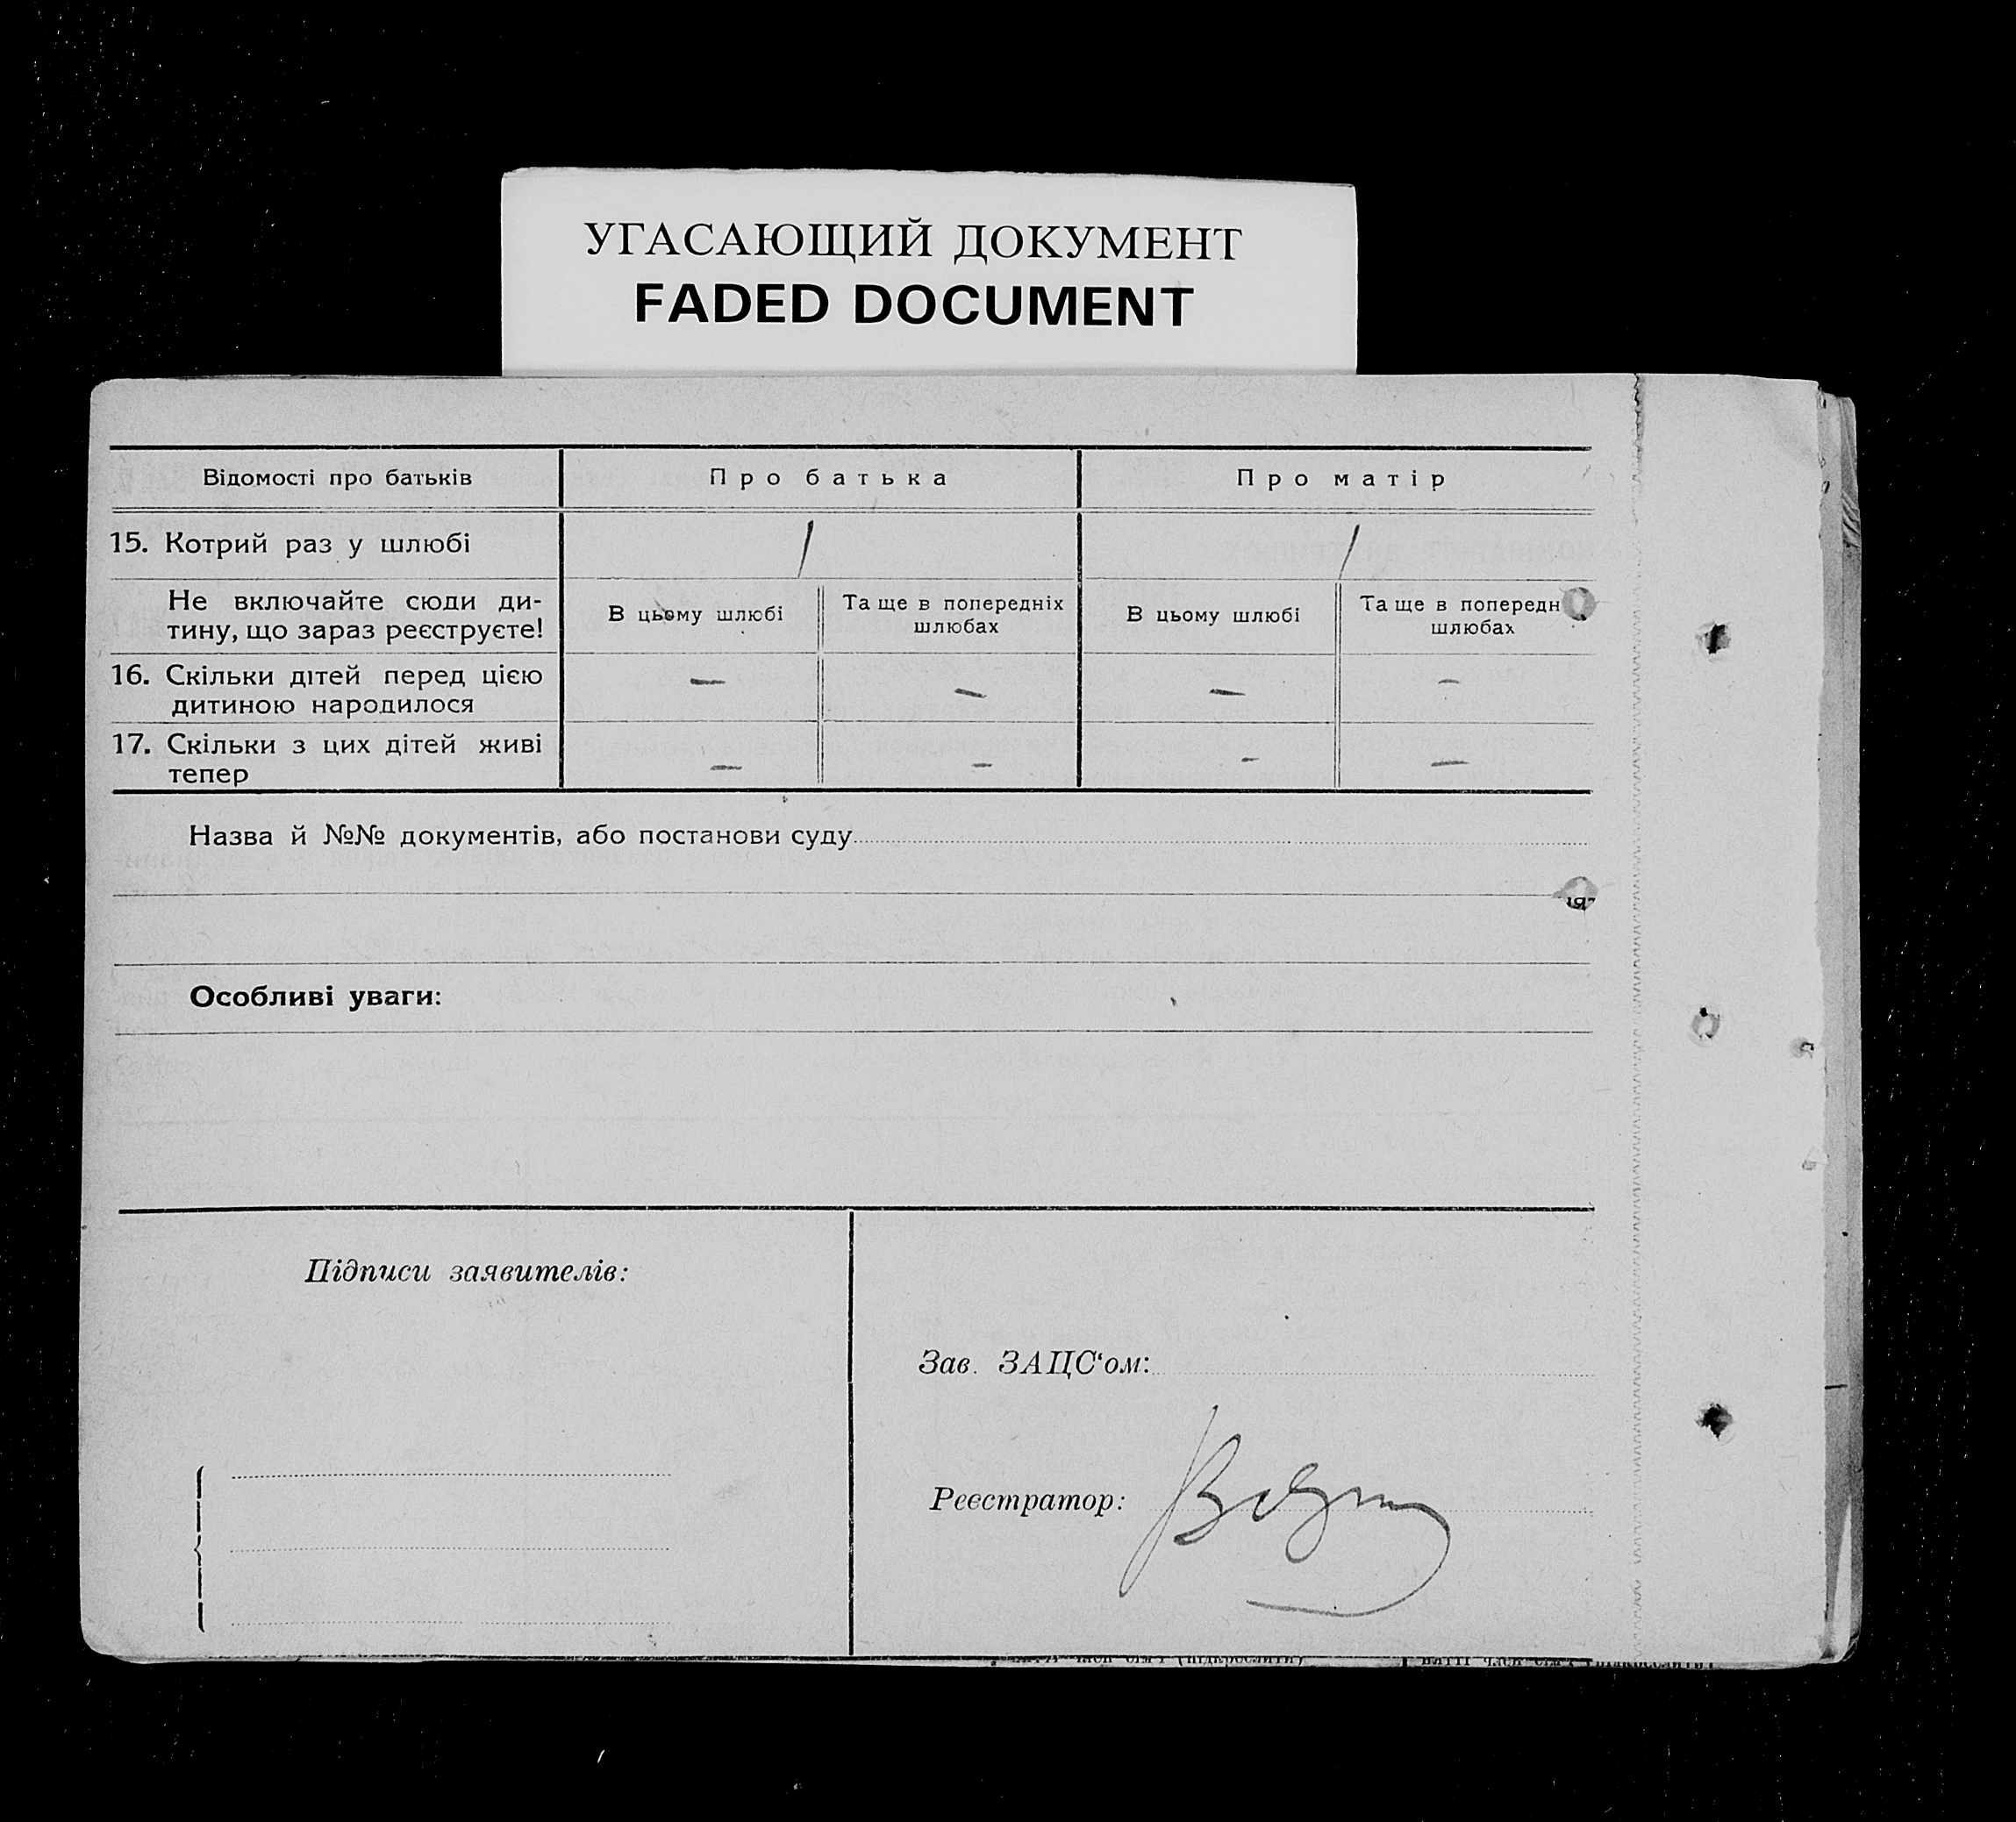 УГАСАЮЩИЙ ДОКУМЕНТ
FADED DOCUMENT
Відомості про батьків
Про батька
Про матір
15. Котрий раз у шлюбі
1
1
Не включайте сюди ди-
тину, що зараз реєструєте!
В цьому шлюбі
Та ще в попередніх
шлюбах
В цьому шлюбі
Та ще в попередн
шлюбах
16. Скільки дітей перед цією
дитиною народилося
— — — —
17. Скільки з цих дітей живі
тепер
— — — —
Назва й №№ документів, або постанови суду
Особливі уваги:
Підписи заявителів:
Зав. ЗАЦС‘ом:
Реєстратор: